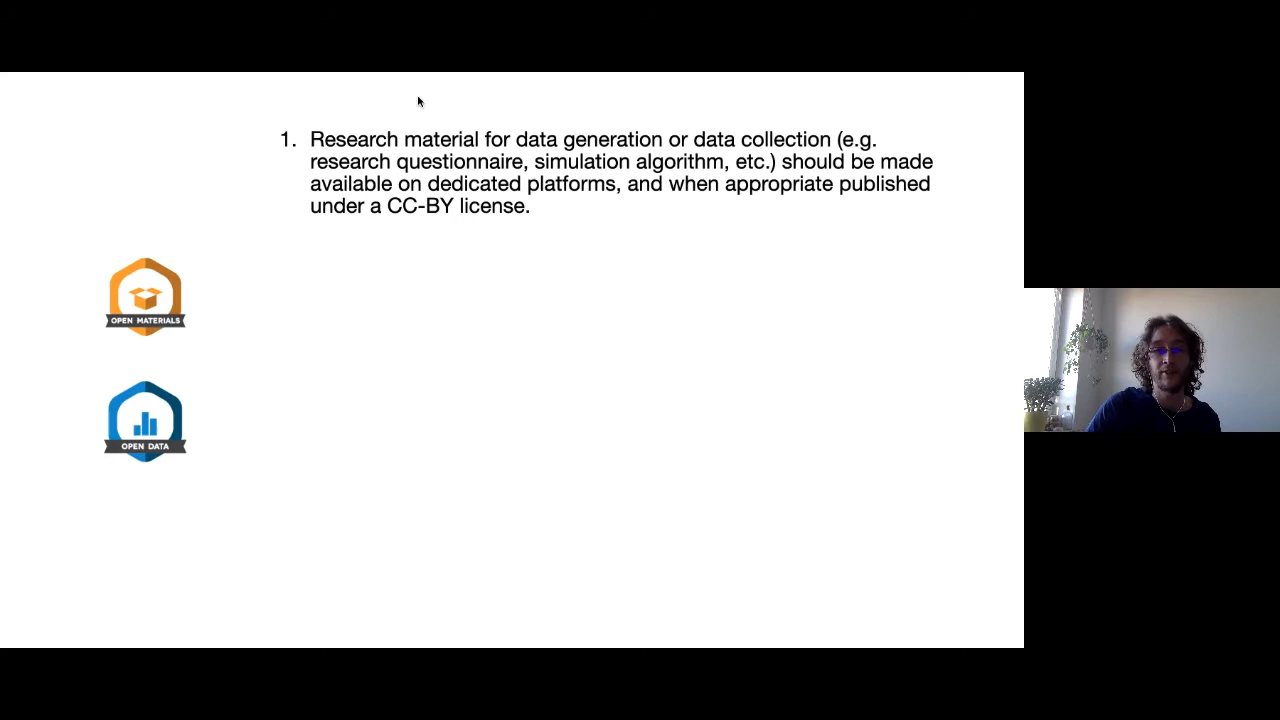 1. Research material for data generation or data collection (e.g.
research questionnaire, simulation algorithm, etc.) should be made
available on dedicated platforms, and when appropriate published
under a CC-BY license.
OPEN MATERIALS
OPEN DATA